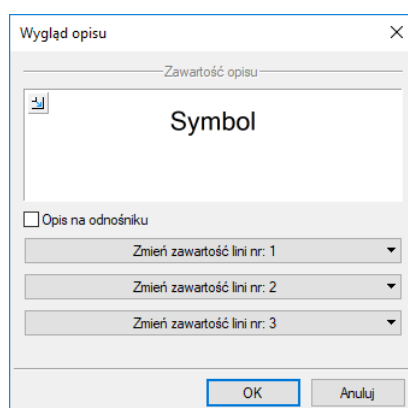 Wygląd opisu
Zawartość opisu
Symbol
Opis na odnośniku
Zmień zawartość lini nr: 1
Zmień zawartość lini nr: 2
Zmień zawartość lini nr: 3
OK Anuluj